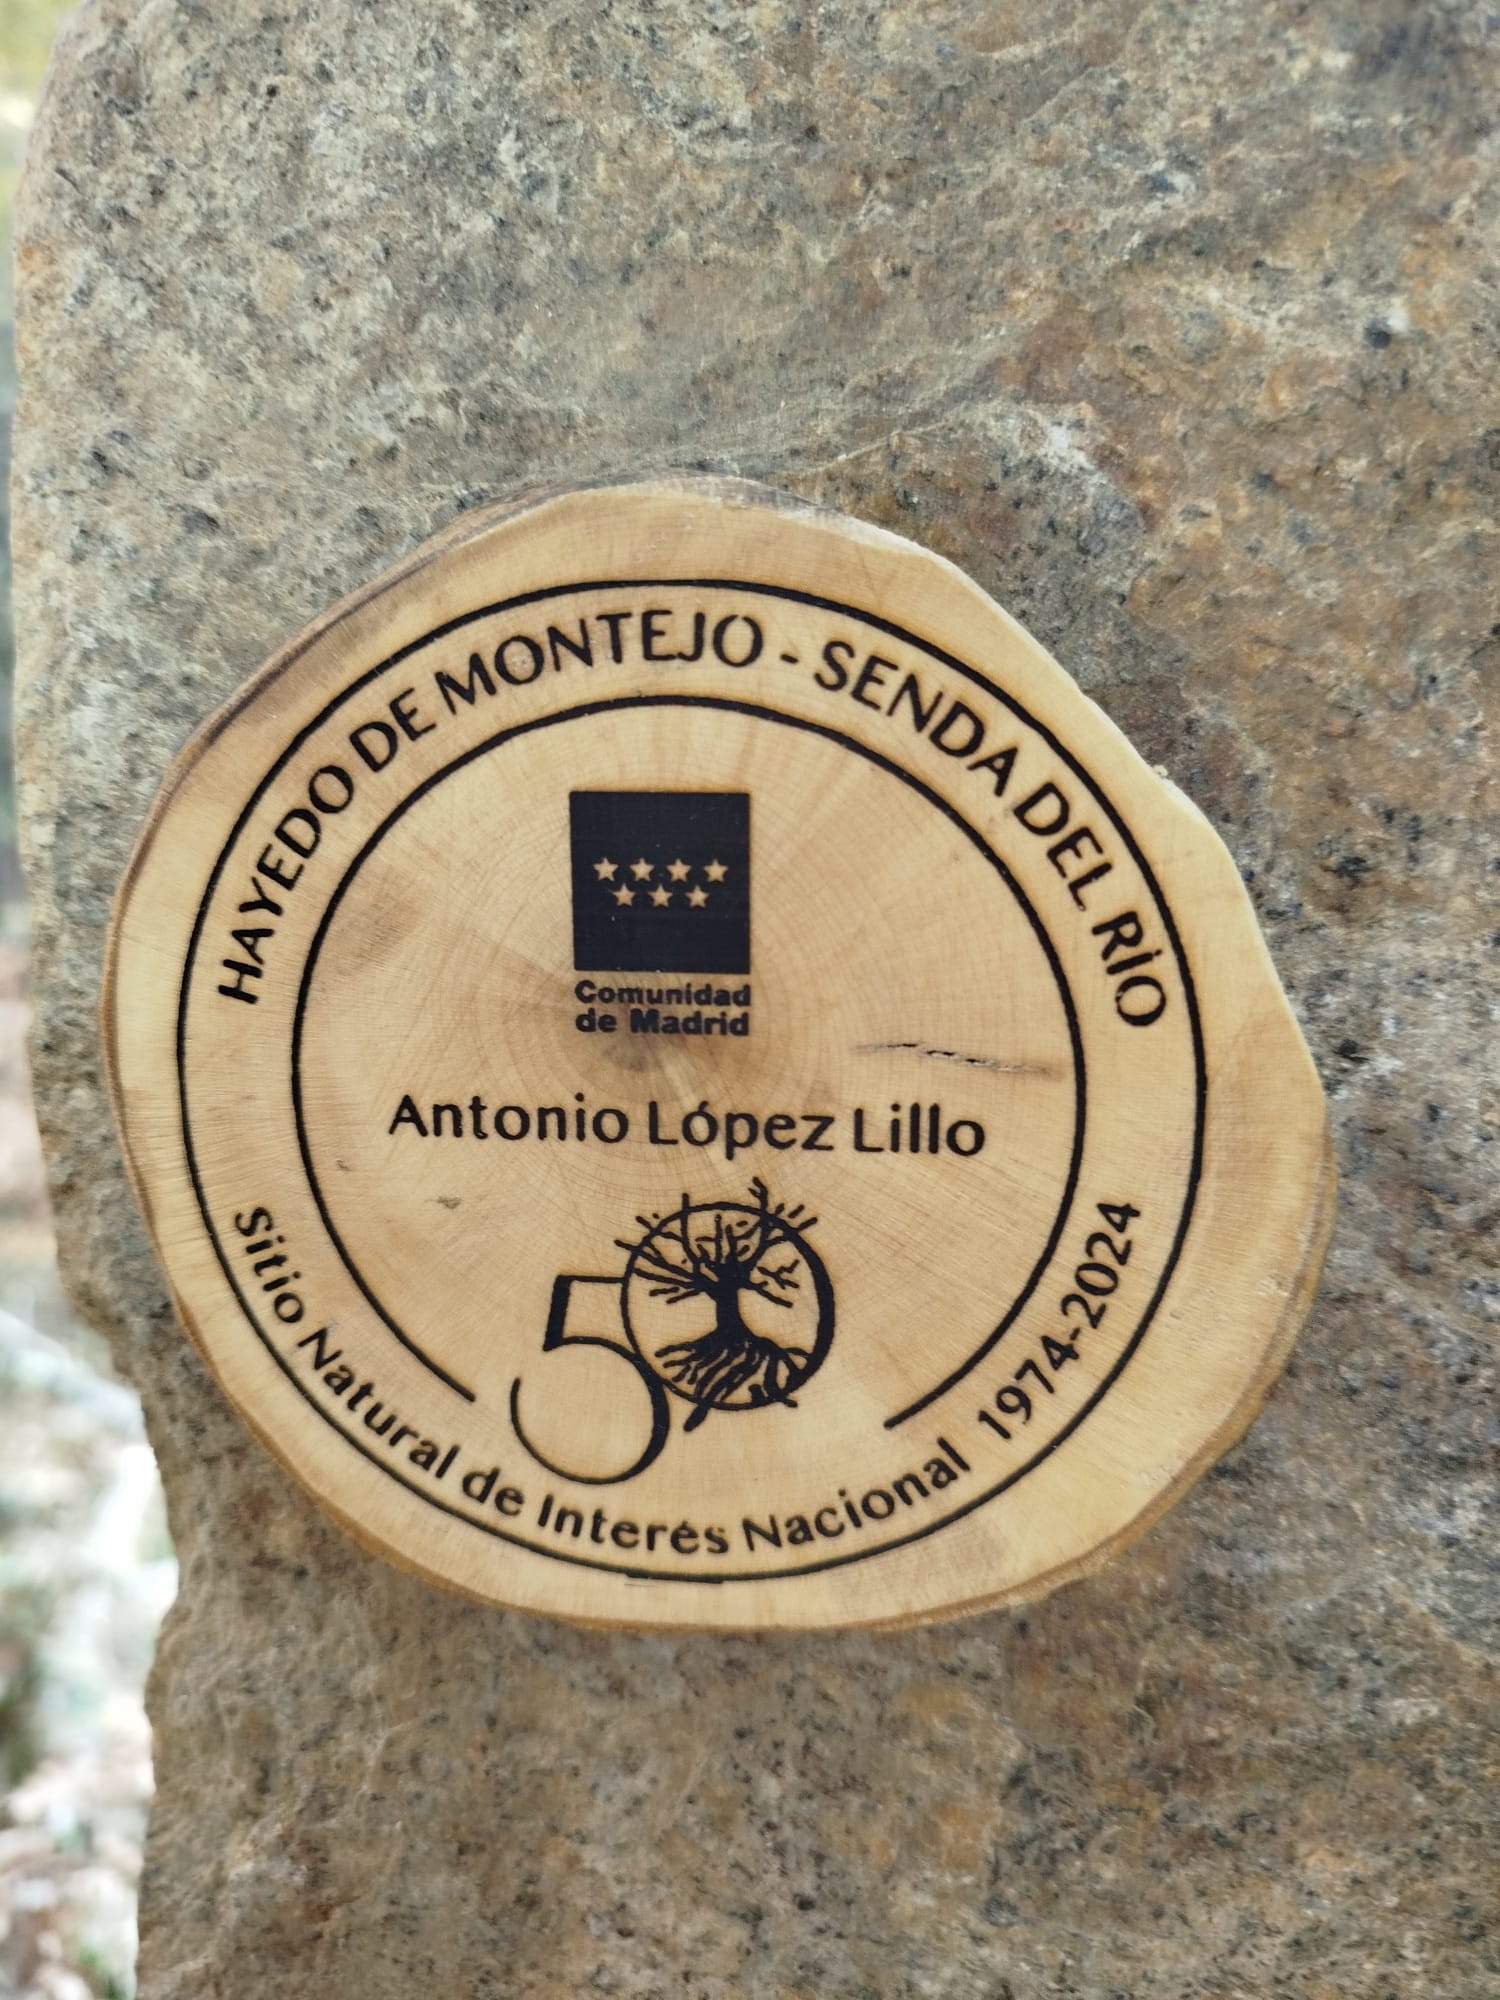 HAYEDO DE MONTEJO - SENDA DEL RÍO
Comunidad
de Madrid
Antonio López Lillo
50
Sitio Natural de Interés Nacional 1974-2024